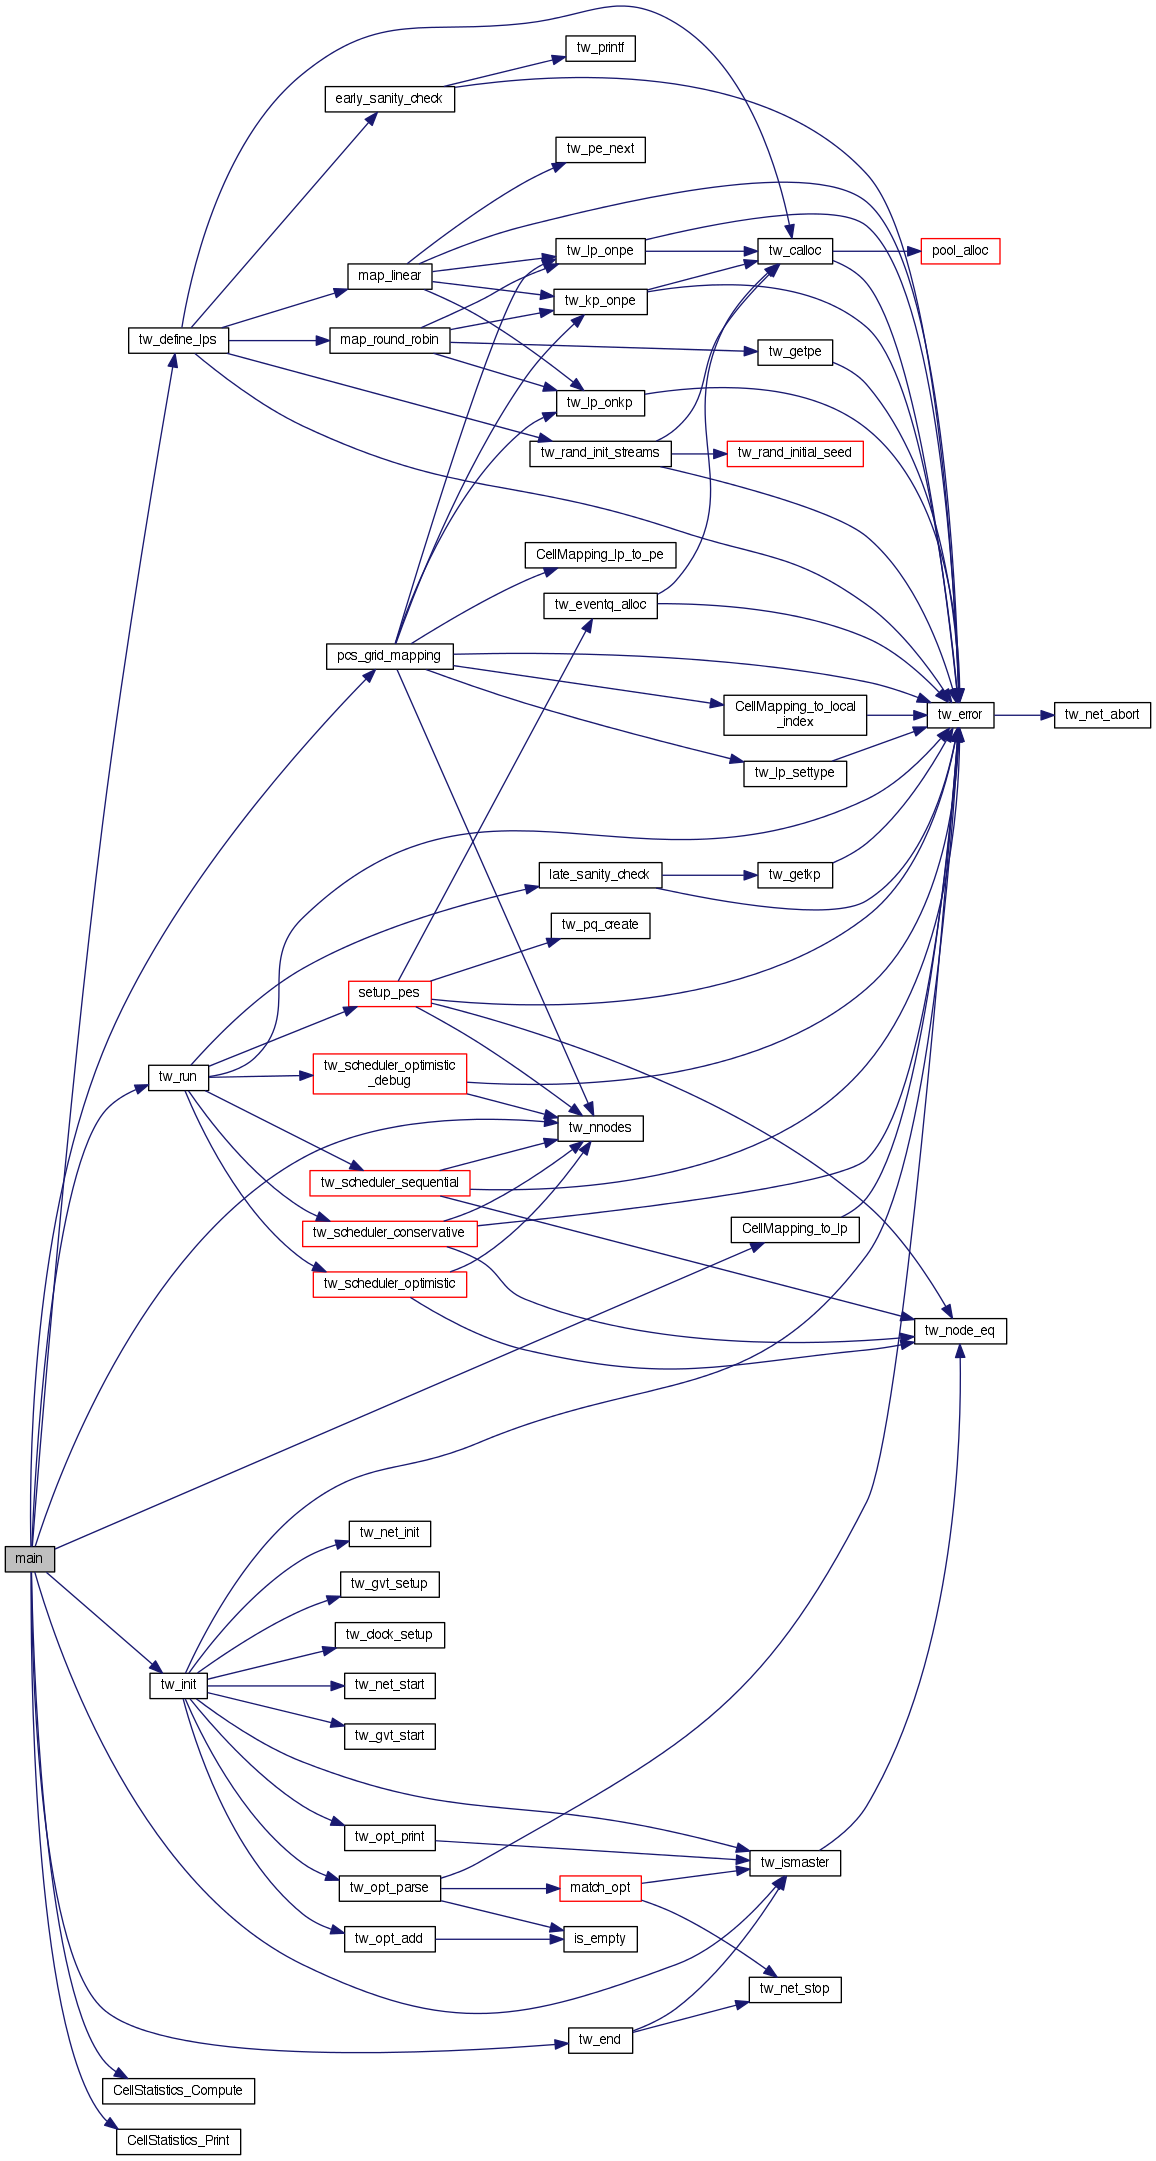 tw_printf
early_sanity_check
tw_pe_next
tw_lp_onpe
tw_calloc
pool_alloc
map_linear
tw_kp_onpe
tw_define_lps
map_round_robin
tw_getpe
tw_lp_onkp
tw_rand_init_streams
tw_rand_initial_seed
CellMapping_lp_to_pe
tw_eventq_alloc
pcs_grid_mapping
CellMapping_to_local
_index
tw_error
tw_net_abort
tw_lp_settype
late_sanity_check
tw_getkp
tw_pq_create
setup_pes
tw_run
tw_scheduler_optimistic
_debug
tw_nnodes
tw_scheduler_sequential
tw_scheduler_conservative
CellMapping_to_lp
tw_scheduler_optimistic
tw_node_eq
tw_net_init
main
tw_gvt_setup
tw_clock_setup
tw_init
tw_net_start
tw_gvt_start
tw_opt_print
tw_ismaster
tw_opt_parse
match_opt
tw_opt_add
is_empty
tw_net_stop
tw_end
CellStatistics_Compute
CellStatistics_Print